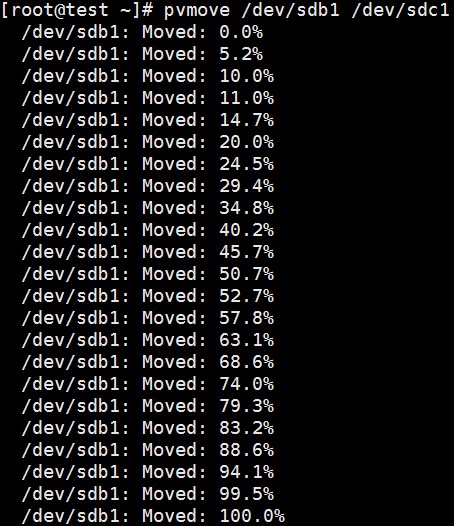 [root@test ~]# pvmove /dev/sdb1 /dev/sdc1
/dev/sdb1: Moved: 0.0%
/dev/sdb1: Moved: 5.2%
/dev/sdb1: Moved: 10.0%
/dev/sdb1: Moved: 11.0%
/dev/sdb1: Moved: 14.7%
/dev/sdb1: Moved: 20.0%
/dev/sdb1: Moved: 24.5%
/dev/sdb1: Moved: 29.4%
/dev/sdb1: Moved: 34.8%
/dev/sdb1: Moved: 40.2%
/dev/sdb1: Moved: 45.7%
/dev/sdb1: Moved: 50.7%
/dev/sdb1: Moved: 52.7%
/dev/sdb1: Moved: 57.8%
/dev/sdb1: Moved: 63.1%
/dev/sdb1: Moved: 68.6%
/dev/sdb1: Moved: 74.0%
/dev/sdb1: Moved: 79.3%
/dev/sdb1: Moved: 83.2%
/dev/sdb1: Moved: 88.6%
/dev/sdb1: Moved: 94.1%
/dev/sdb1: Moved: 99.5%
/dev/sdb1: Moved: 100.0%